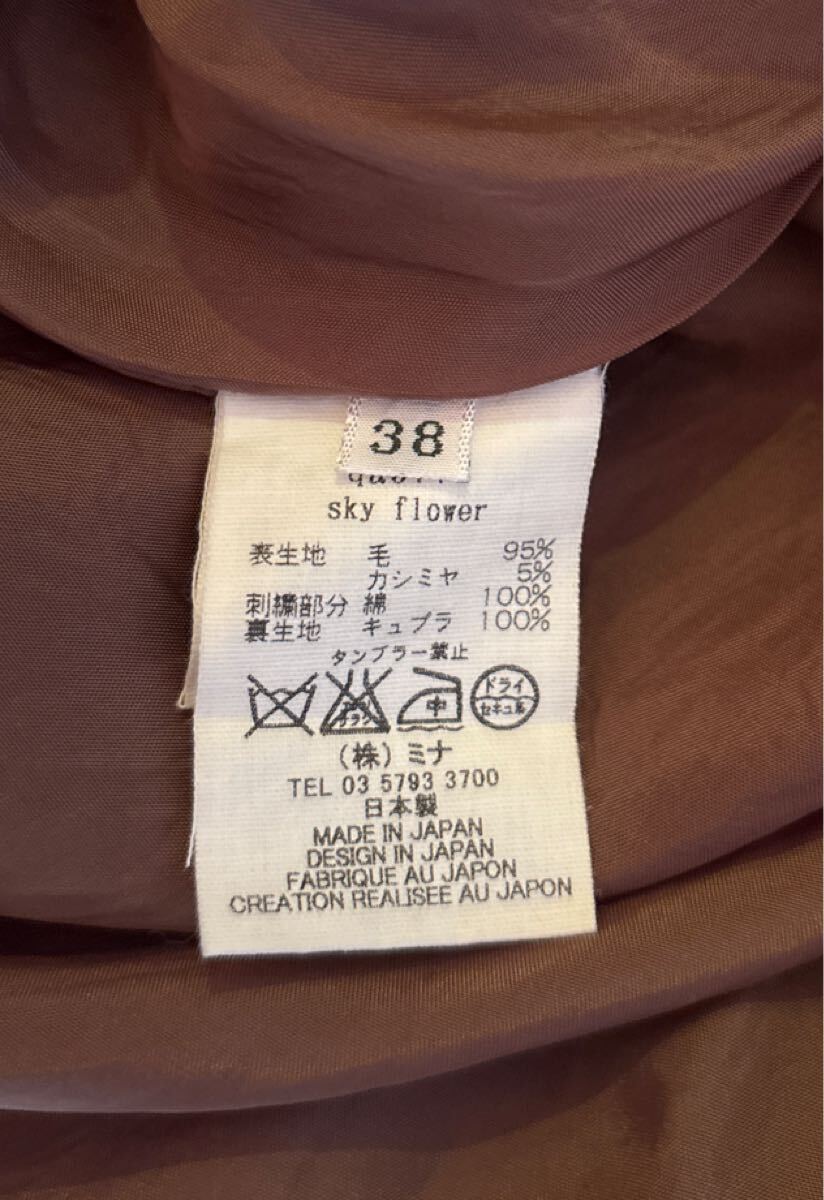 38
sky flower
表生地 毛 95%
カシミヤ 5%
刺繍部分 綿 100%
裏生地 キュプラ 100%
タンブラー禁止
中
ドライ
セキユ系
(株)ミナ
TEL 03 5793 3700
日本製
MADE IN JAPAN
DESIGN IN JAPAN
FABRIQUE AU JAPON
CREATION REALISEE AU JAPON